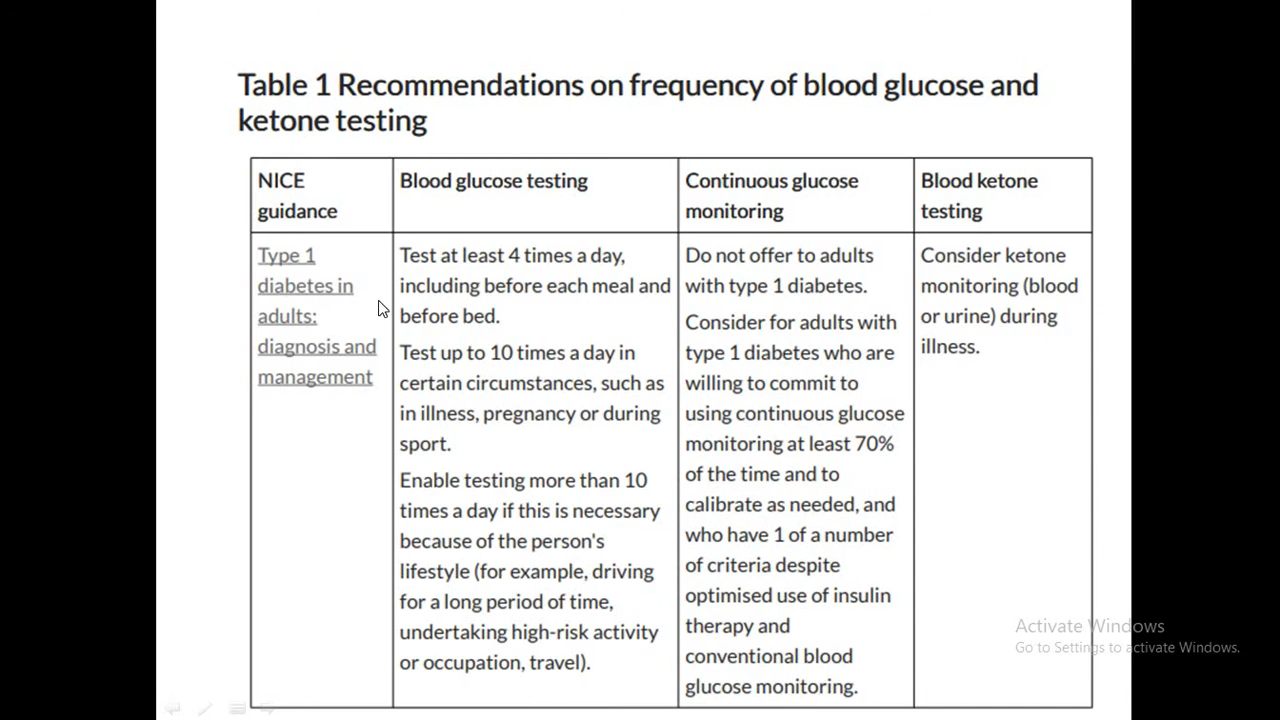 Table 1 Recommendations on frequency of blood glucose and
ketone testing
NICE
guidance
Blood glucose testing
Continuous glucose
monitoring
Blood ketone
testing
Type 1
diabetes in
adults:
diagnosis and
management
Test at least 4 times a day,
including before each meal and
before bed.
Test up to 10 times a day in
certain circumstances, such as
in illness, pregnancy or during
sport.
Enable testing more than 10
times a day if this is necessary
because of the person's
lifestyle (for example, driving
for a long period of time,
undertaking high-risk activity
or occupation, travel).
Do not offer to adults
with type 1 diabetes.
Consider for adults with
type 1 diabetes who are
willing to commit to
using continuous glucose
monitoring at least 70%
of the time and to
calibrate as needed, and
who have 1 of a number
of criteria despite
optimised use of insulin
therapy and
conventional blood
glucose monitoring.
Consider ketone
monitoring (blood
or urine) during
illness.
Activate Windows
Go to Settings to activate Windows.